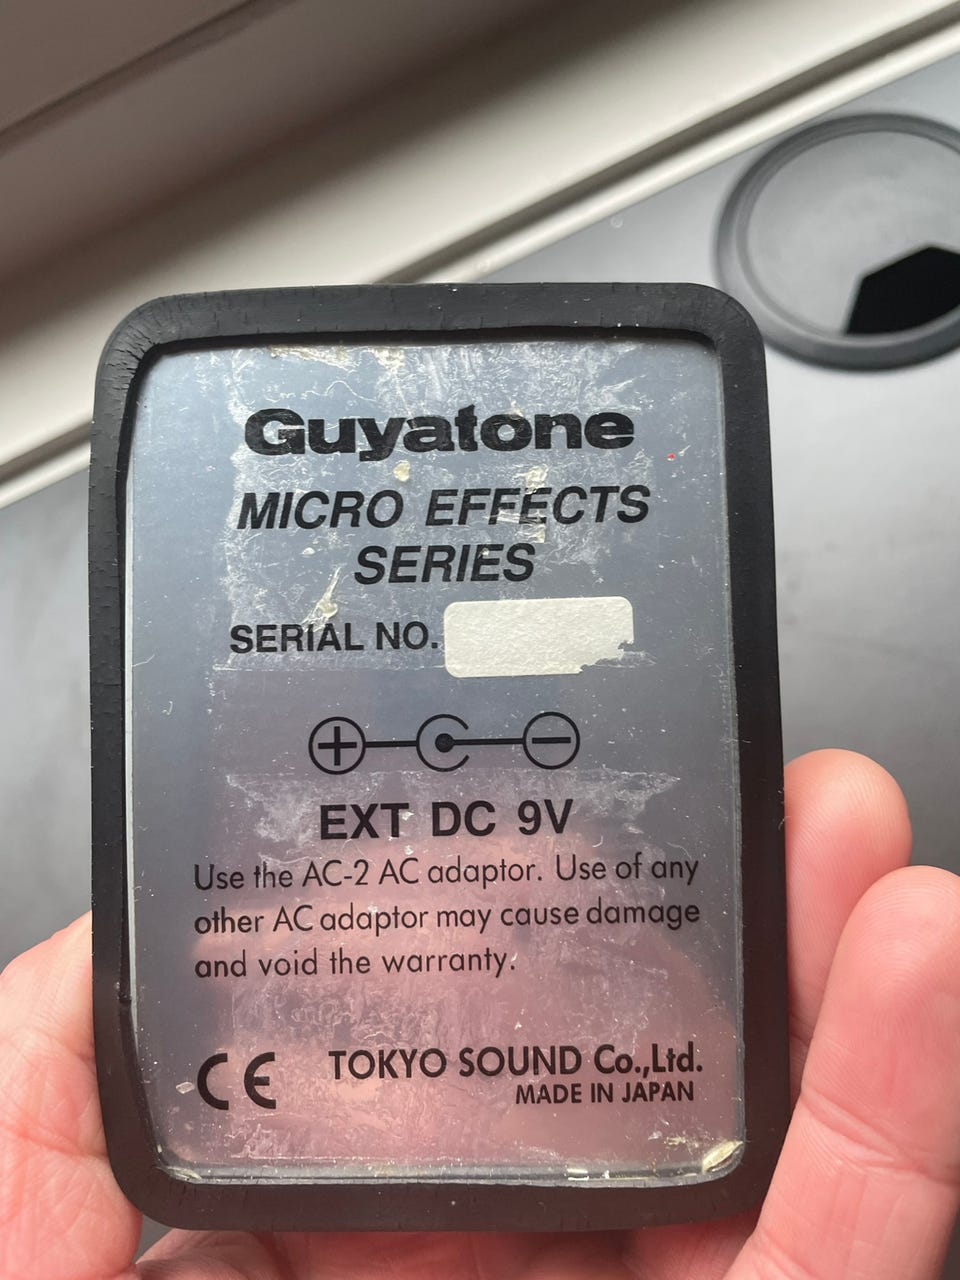 Guyatone
MICRO EFFECTS
SERIES
SERIAL NO.
EXT DC 9V
Use the AC-2 AC adaptor. Use of any
other AC adaptor may cause damage
and void the warranty.
CE TOKYO SOUND Co.,Ltd.
MADE IN JAPAN